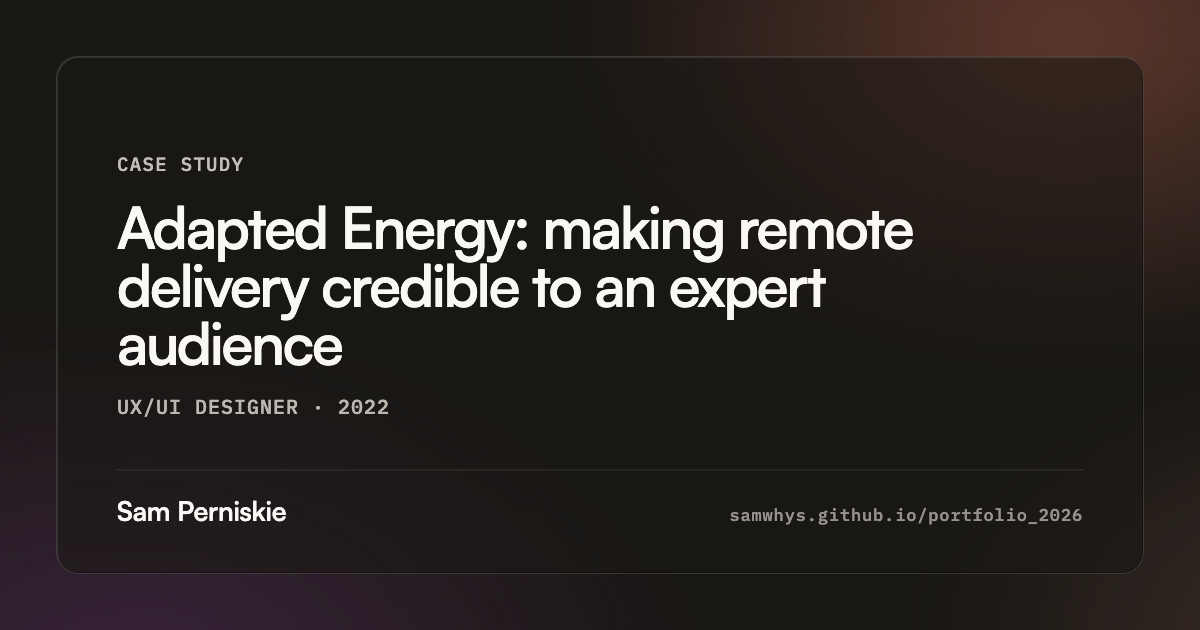 CASE STUDY
Adapted Energy: making remote
delivery credible to an expert
audience
UX/UI DESIGNER · 2022
Sam Perniskie
samwhys.github.io/portfolio_2026